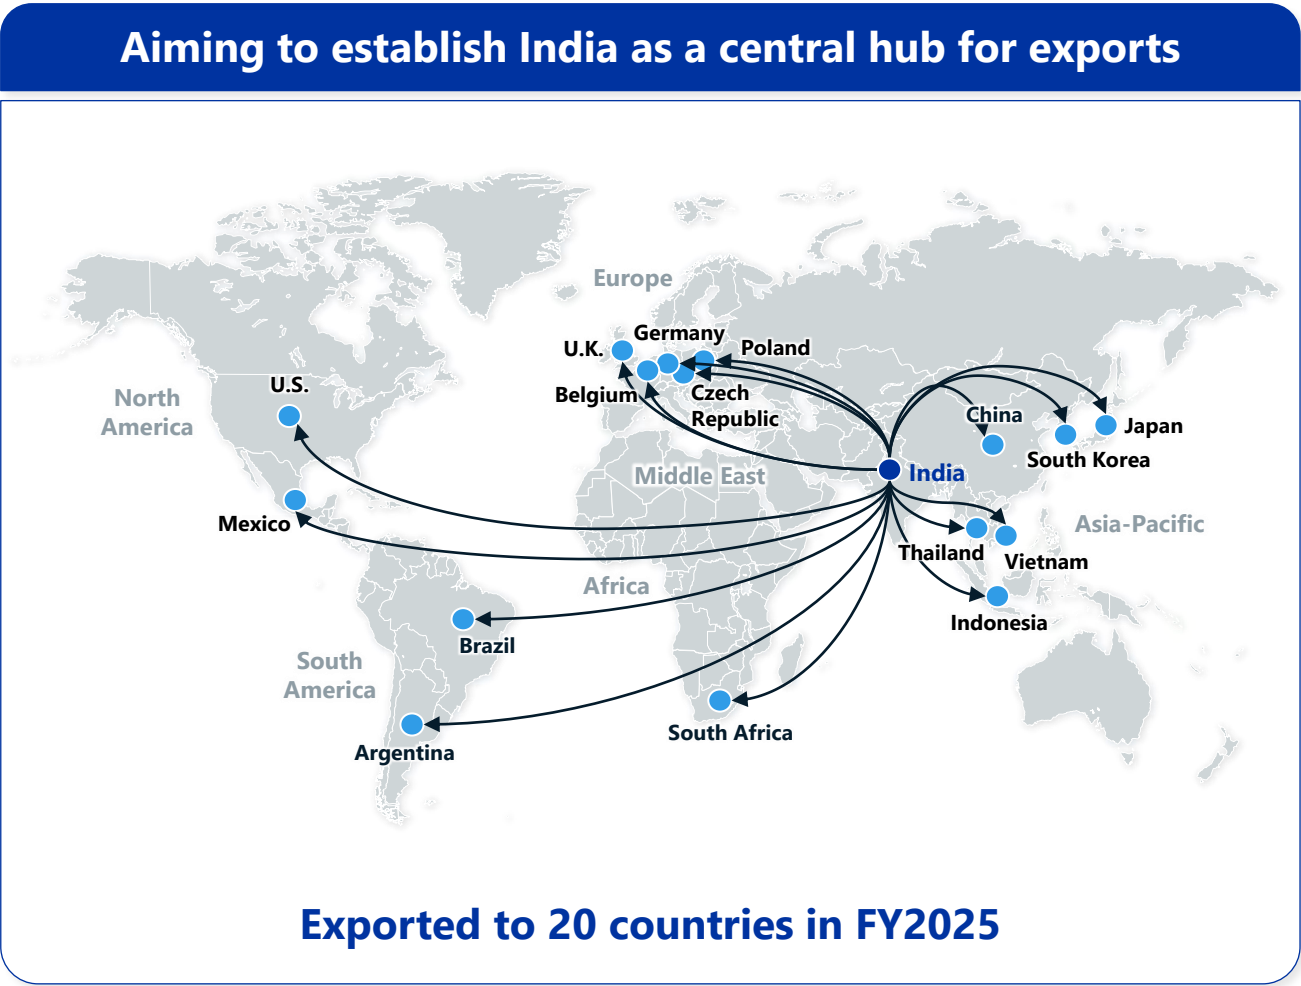 Aiming to establish India as a central hub for exports
Europe
Germany
U.K.
Poland
Belgium
Czech
Republic
North
America
U.S.
China
Japan
South Korea
India
Middle East
Mexico
Asia-Pacific
Thailand
Vietnam
Africa
Indonesia
Brazil
South
America
South Africa
Argentina
Exported to 20 countries in FY2025